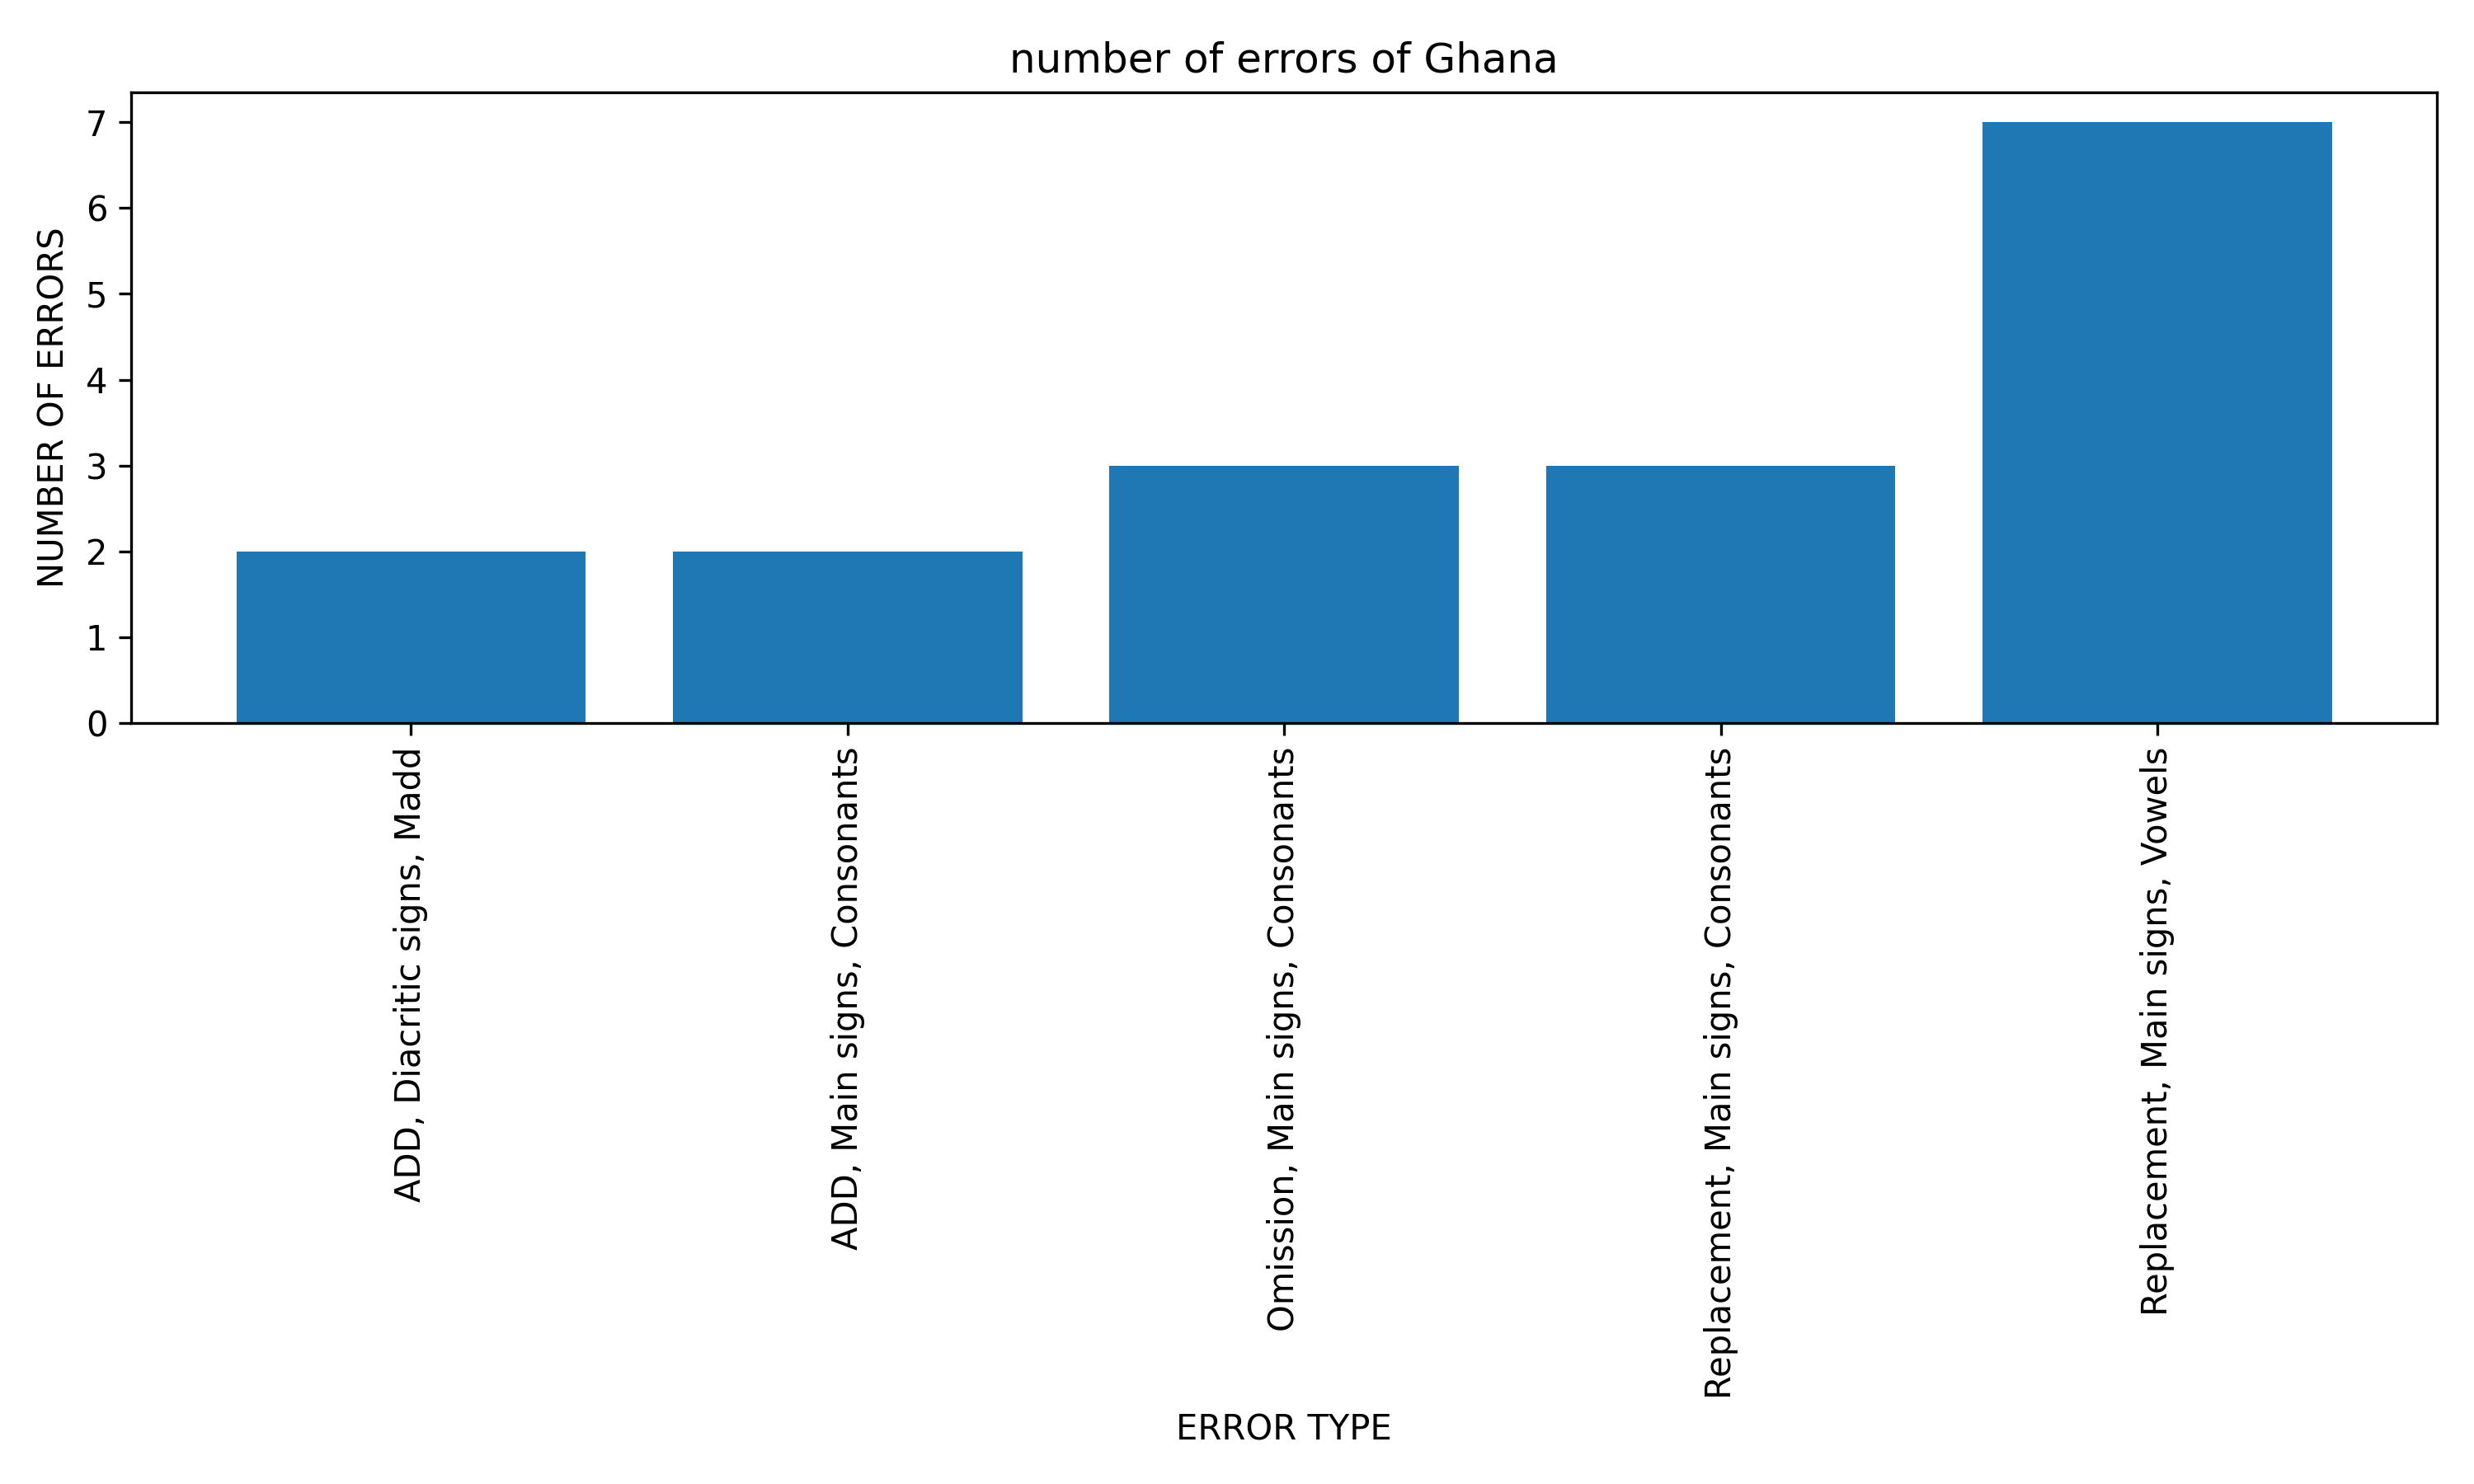 number of errors of Ghana
NUMBER OF ERRORS
7
6
5
4
3
2
1
0
ADD, Diacritic signs, Madd
ADD, Main signs, Consonants
Omission, Main signs, Consonants
Replacement, Main signs, Consonants
Replacement, Main signs, Vowels
ERROR TYPE